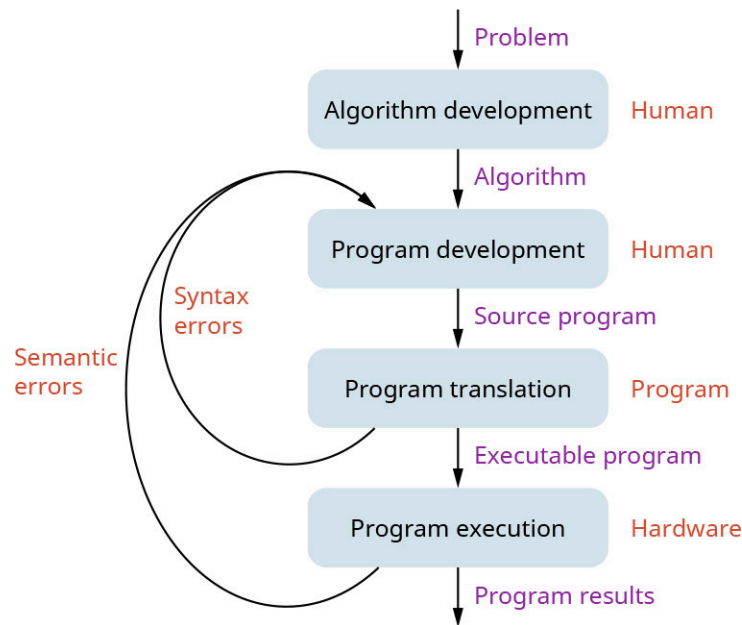 Problem
Algorithm development
Human
Algorithm
Program development
Human
Syntax
errors
Source program
Semantic
errors
Program translation
Program
Executable program
Program execution
Hardware
Program results